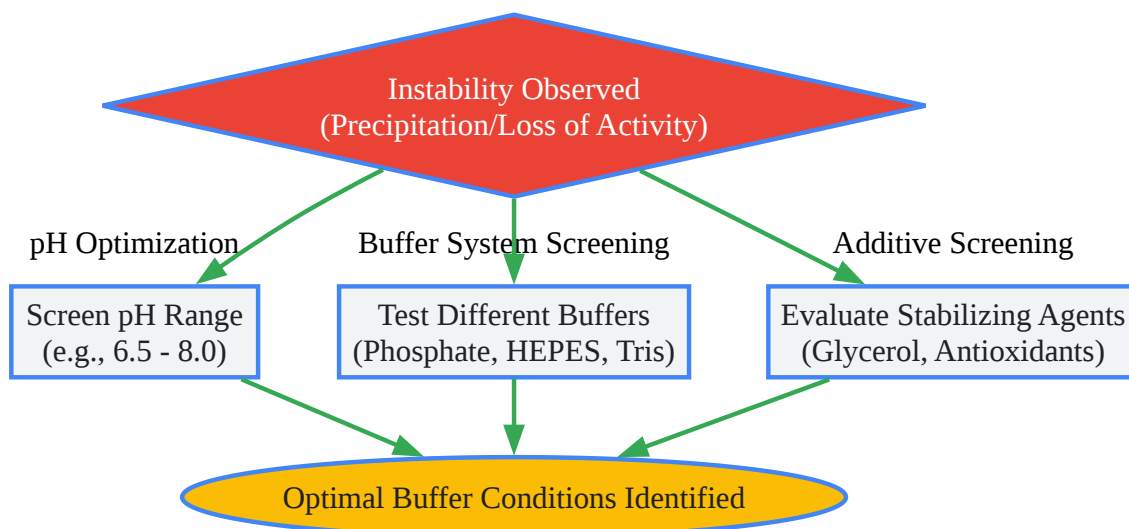 Instability Observed
(Precipitation/Loss of Activity)
pH Optimization
Buffer System Screening
Additive Screening
Screen pH Range
(e.g., 6.5 - 8.0)
Test Different Buffers
(Phosphate, HEPES, Tris)
Evaluate Stabilizing Agents
(Glycerol, Antioxidants)
Optimal Buffer Conditions Identified